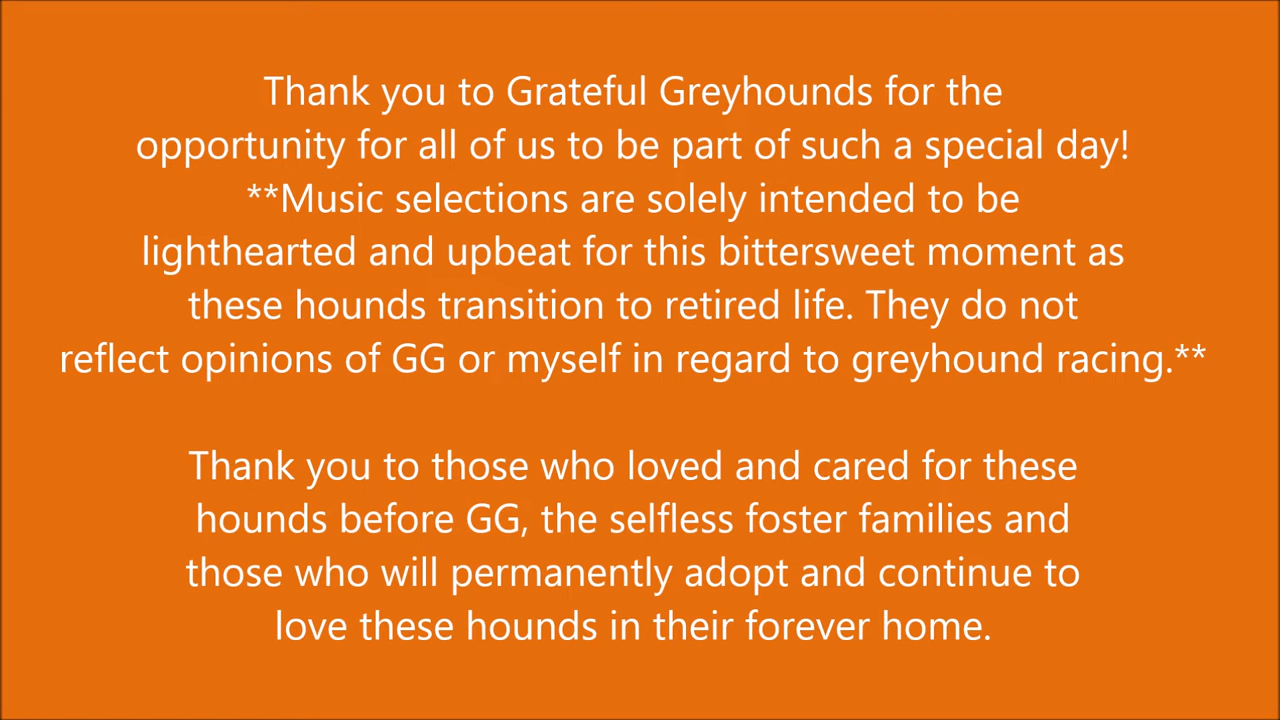 Thank you to Grateful Greyhounds for the
opportunity for all of us to be part of such a special day!
**Music selections are solely intended to be
lighthearted and upbeat for this bittersweet moment as
these hounds transition to retired life. They do not
reflect opinions of GG or myself in regard to greyhound racing.**
Thank you to those who loved and cared for these
hounds before GG, the selfless foster families and
those who will permanently adopt and continue to
love these hounds in their forever home.